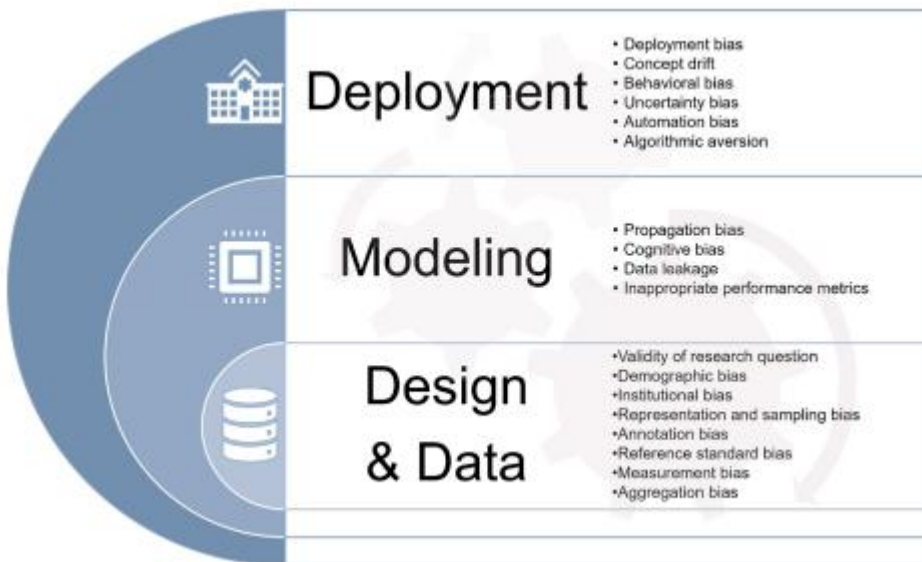 Deployment
• Deployment bias
• Concept drift
• Behavioral bias
• Uncertainty bias
• Automation bias
• Algorithmic aversion
Modeling
• Propagation bias
• Cognitive bias
• Data leakage
• Inappropriate performance metrics
Design
& Data
•Validity of research question
•Demographic bias
•Institutional bias
•Representation and sampling bias
•Annotation bias
•Reference standard bias
•Measurement bias
•Aggregation bias